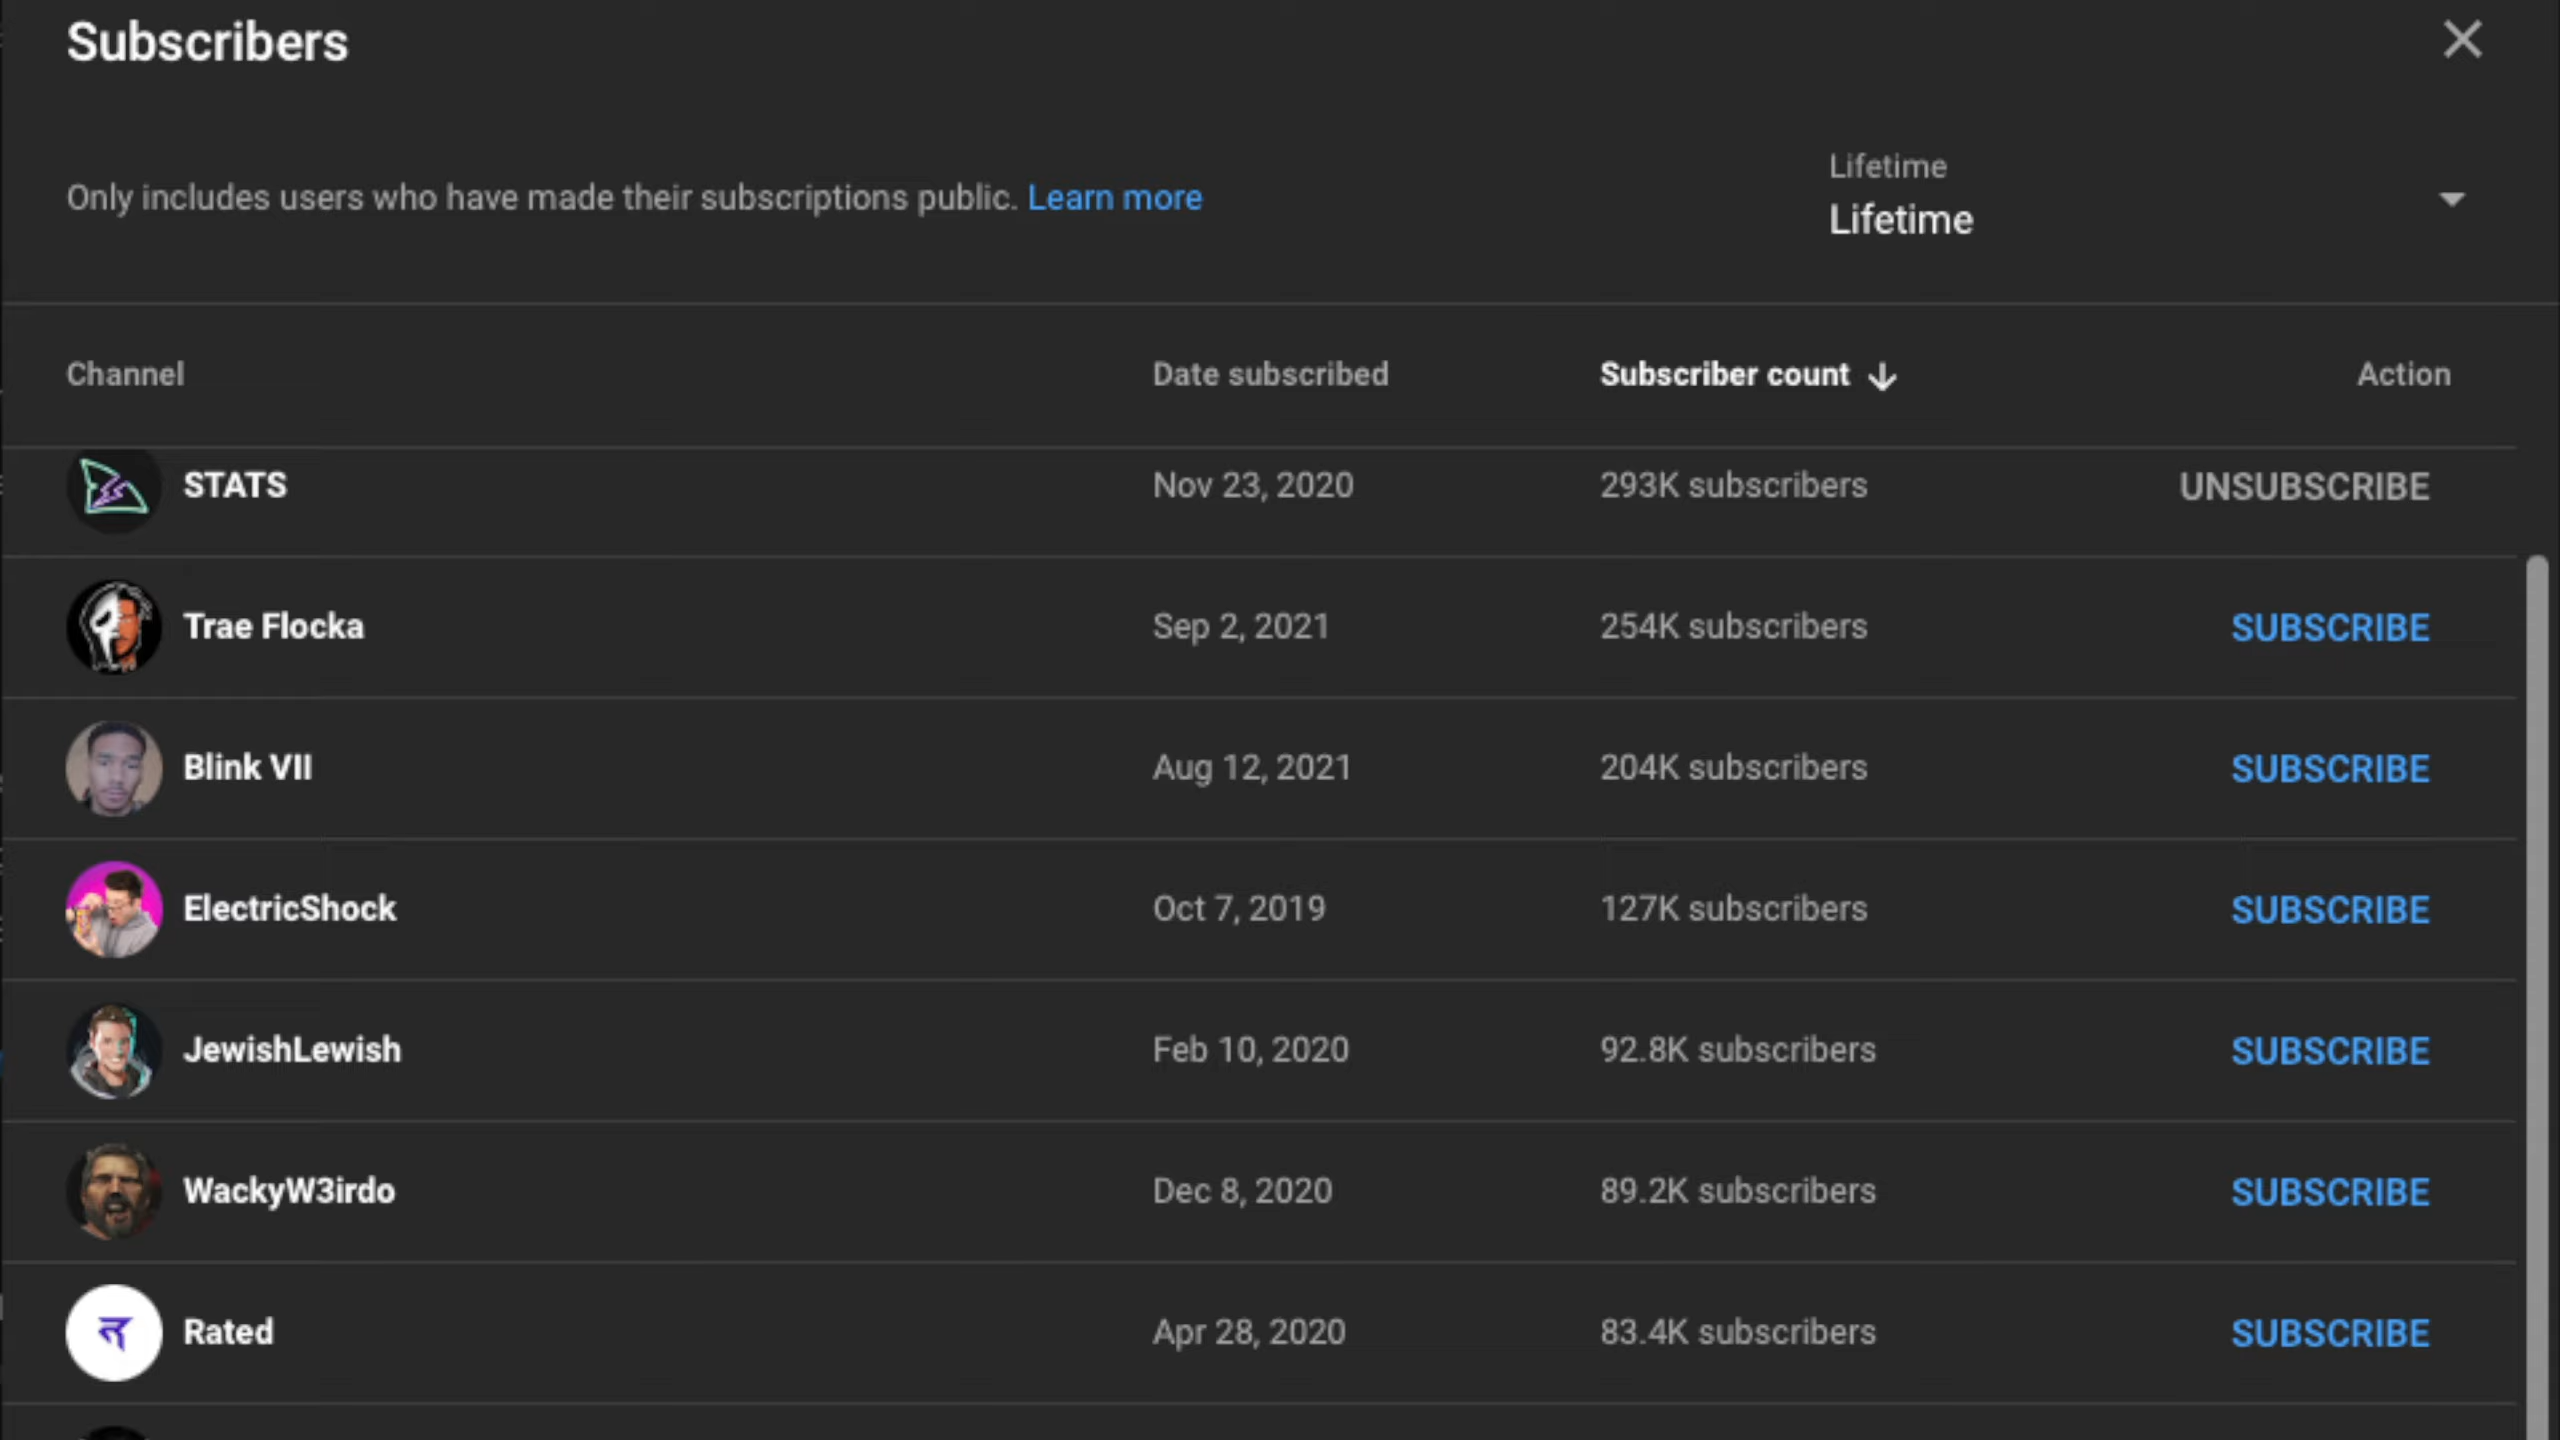 Subscribers
Only includes users who have made their subscriptions public. Learn more
Lifetime
Lifetime
Channel Date subscribed Subscriber count Action
STATS Nov 23, 2020 293K subscribers UNSUBSCRIBE
Trae Flocka Sep 2, 2021 254K subscribers SUBSCRIBE
Blink VII Aug 12, 2021 204K subscribers SUBSCRIBE
ElectricShock Oct 7, 2019 127K subscribers SUBSCRIBE
JewishLewish Feb 10, 2020 92.8K subscribers SUBSCRIBE
WackyW3irdo Dec 8, 2020 89.2K subscribers SUBSCRIBE
Rated Apr 28, 2020 83.4K subscribers SUBSCRIBE